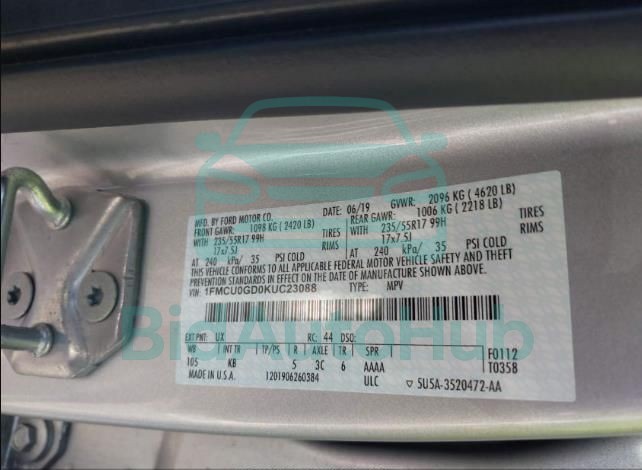 MFD. BY FORD MOTOR CO.
DATE: 06/19 GVWR: 2096 KG ( 4620 LB)
FRONT GAWR: 1098 KG ( 2420 LB)
REAR GAWR: 1006 KG ( 2218 LB)
WITH 235/55R17 99H TIRES
WITH 235/55R17 99H TIRES
17x7.5J RIMS
17x7.5J RIMS
AT 240 kPa/ 35 PSI COLD
AT 240 kPa/ 35 PSI COLD
THIS VEHICLE CONFORMS TO ALL APPLICABLE FEDERAL MOTOR VEHICLE SAFETY AND THEFT
PREVENTION STANDARDS IN EFFECT ON THE DATE OF MANUFACTURE SHOWN ABOVE.
VIN: 1FMCU0GD0KUC23088
TYPE: MPV
BidAutoHub
EXT PNT: UX RC: 44 DSO:
WB INT TR TP/PS R AXLE TR SPR
105 KB 5 3C 6 AAAA
F0112
T0358
MADE IN U.S.A. 1201906260384 ULC ▽ SU5A-3520472-AA